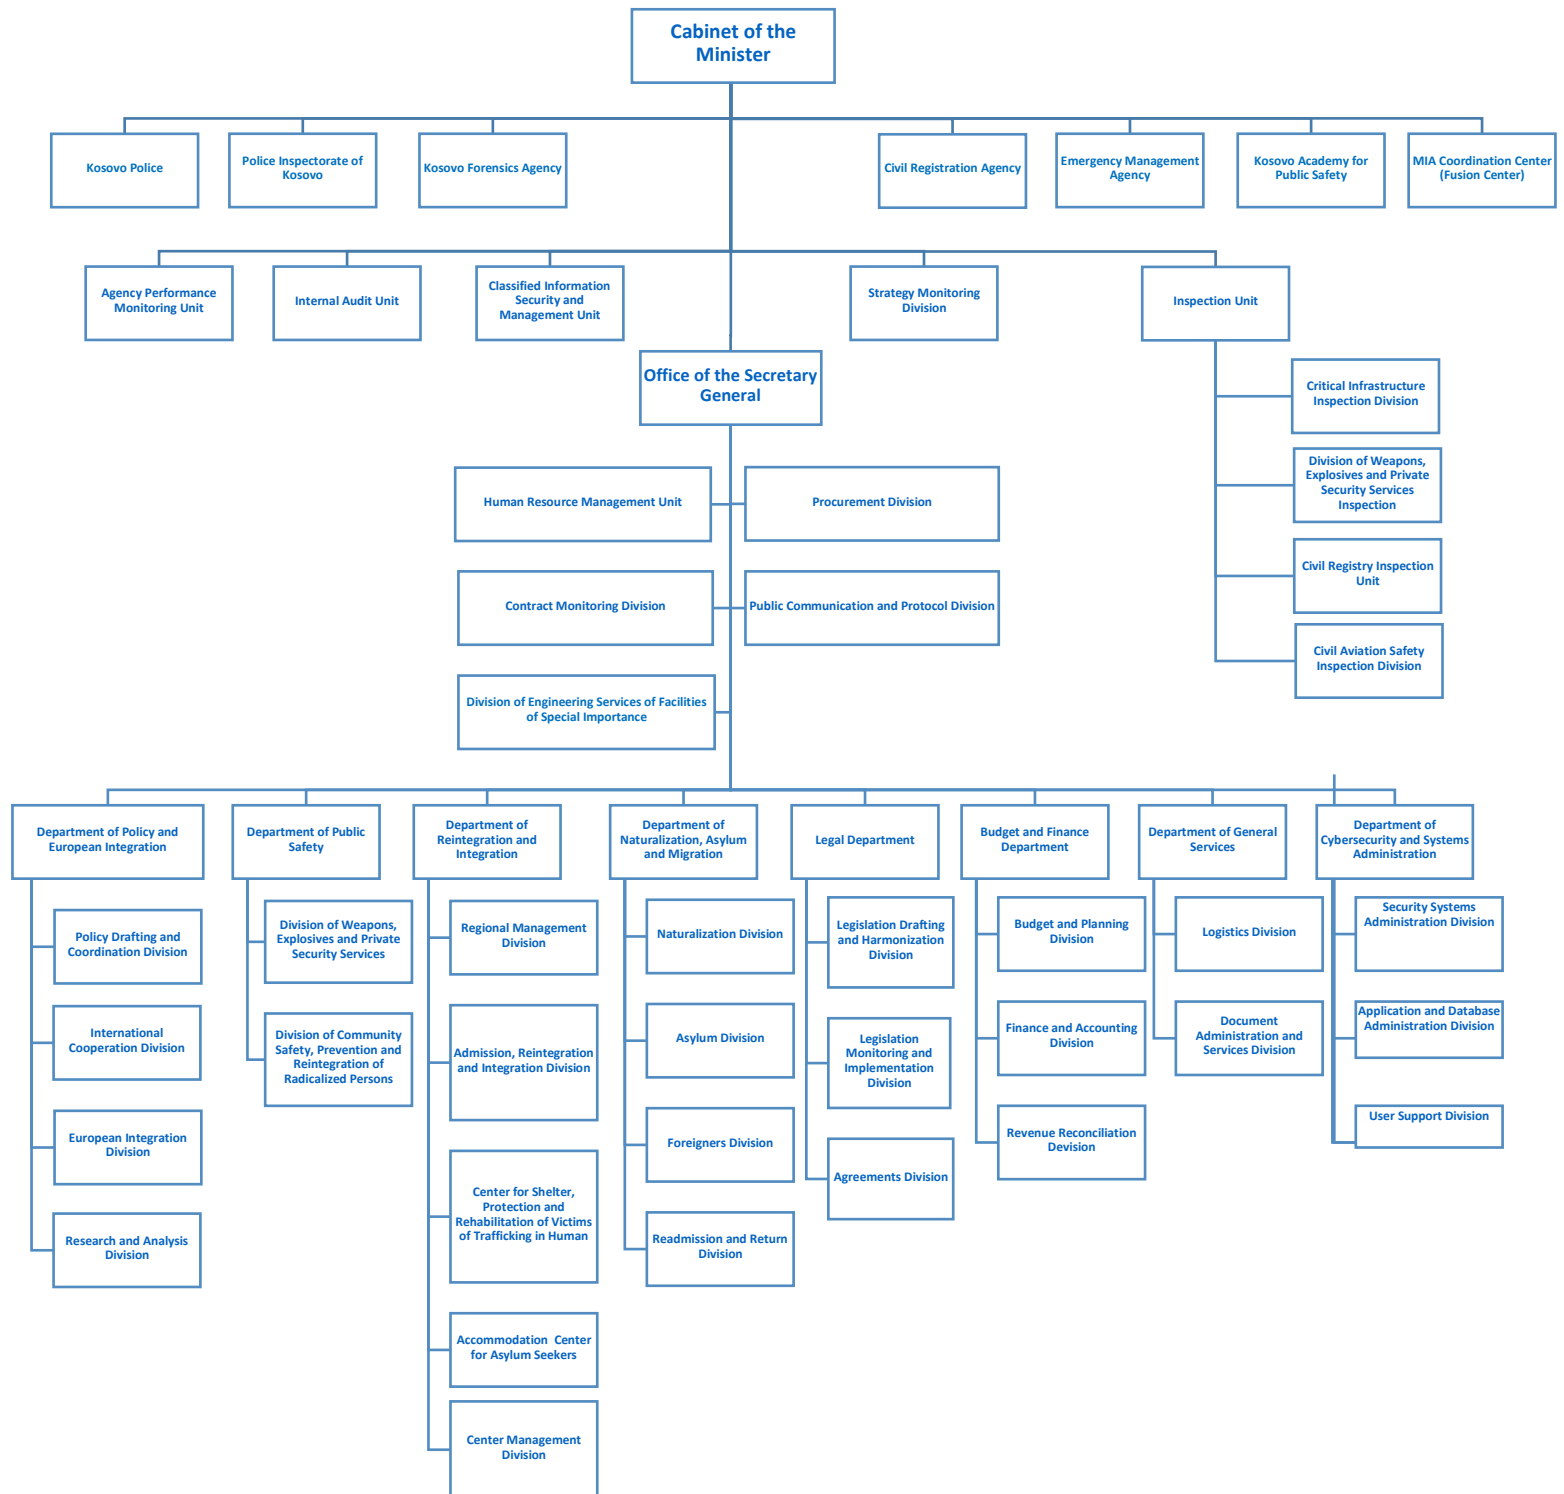 Cabinet of the
Minister
Kosovo Police
Police Inspectorate of
Kosovo
Kosovo Forensics Agency
Civil Registration Agency
Emergency Management
Agency
Kosovo Academy for
Public Safety
MIA Coordination Center
(Fusion Center)
Agency Performance
Monitoring Unit
Internal Audit Unit
Classified Information
Security and
Management Unit
Strategy Monitoring
Division
Inspection Unit
Office of the Secretary
General
Critical Infrastructure
Inspection Division
Division of Weapons,
Explosives and Private
Security Services
Inspection
Civil Registry Inspection
Unit
Civil Aviation Safety
Inspection Division
Human Resource Management Unit
Procurement Division
Contract Monitoring Division
Public Communication and Protocol Division
Division of Engineering Services of Facilities
of Special Importance
Department of Policy and
European Integration
Policy Drafting and
Coordination Division
International
Cooperation Division
European Integration
Division
Research and Analysis
Division
Department of Public
Safety
Division of Weapons,
Explosives and Private
Security Services
Division of Community
Safety, Prevention and
Reintegration of
Radicalized Persons
Department of
Reintegration and
Integration
Regional Management
Division
Admission, Reintegration
and Integration Division
Center for Shelter,
Protection and
Rehabilitation of Victims
of Trafficking in Human
Accommodation Center
for Asylum Seekers
Center Management
Division
Department of
Naturalization, Asylum
and Migration
Naturalization Division
Asylum Division
Foreigners Division
Readmission and Return
Division
Legal Department
Legislation Drafting
and Harmonization
Division
Legislation
Monitoring and
Implementation
Division
Agreements Division
Budget and Finance
Department
Budget and Planning
Division
Finance and Accounting
Division
Revenue Reconciliation
Devision
Department of General
Services
Logistics Division
Document
Administration and
Services Division
Department of
Cybersecurity and Systems
Administration
Security Systems
Administration Division
Application and Database
Administration Division
User Support Division